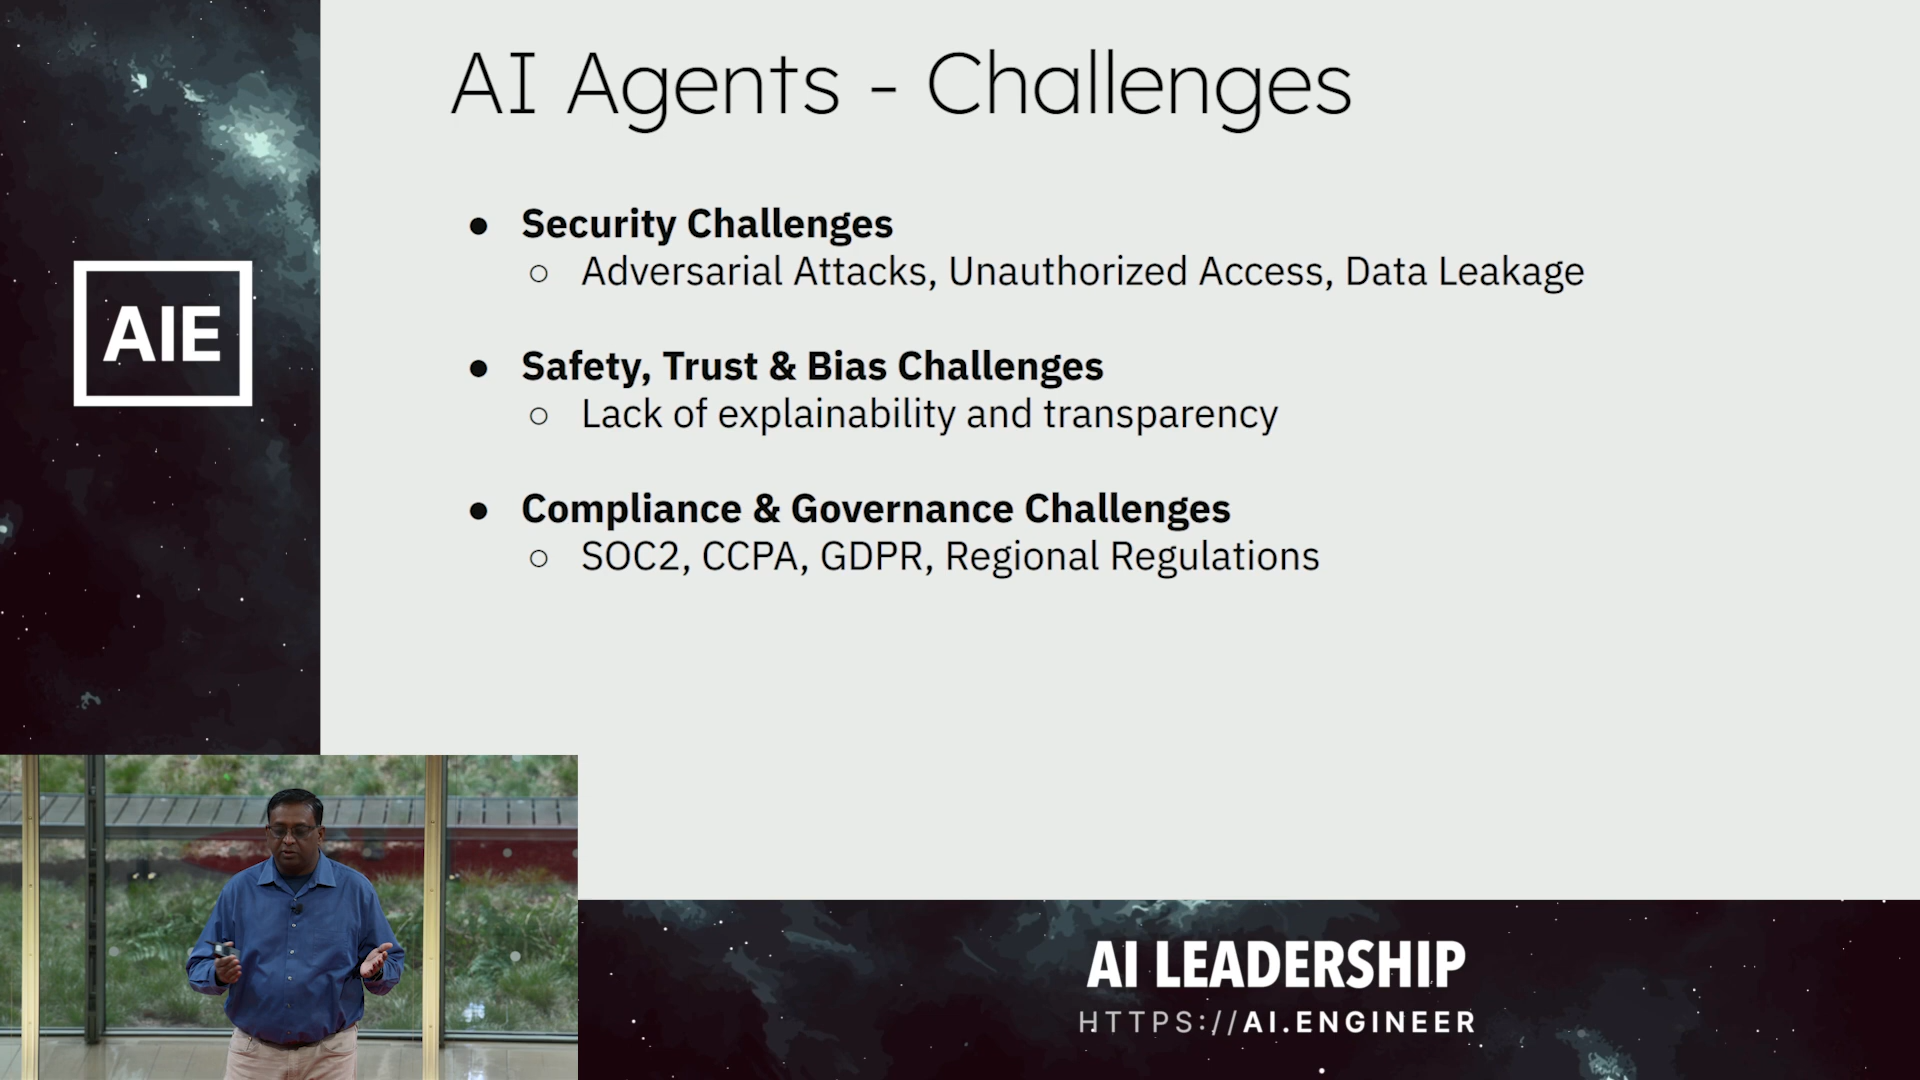 AI Agents - Challenges
● Security Challenges
○ Adversarial Attacks, Unauthorized Access, Data Leakage
● Safety, Trust & Bias Challenges
○ Lack of explainability and transparency
● Compliance & Governance Challenges
○ SOC2, CCPA, GDPR, Regional Regulations
AIE
AI LEADERSHIP
HTTPS://AI.ENGINEER